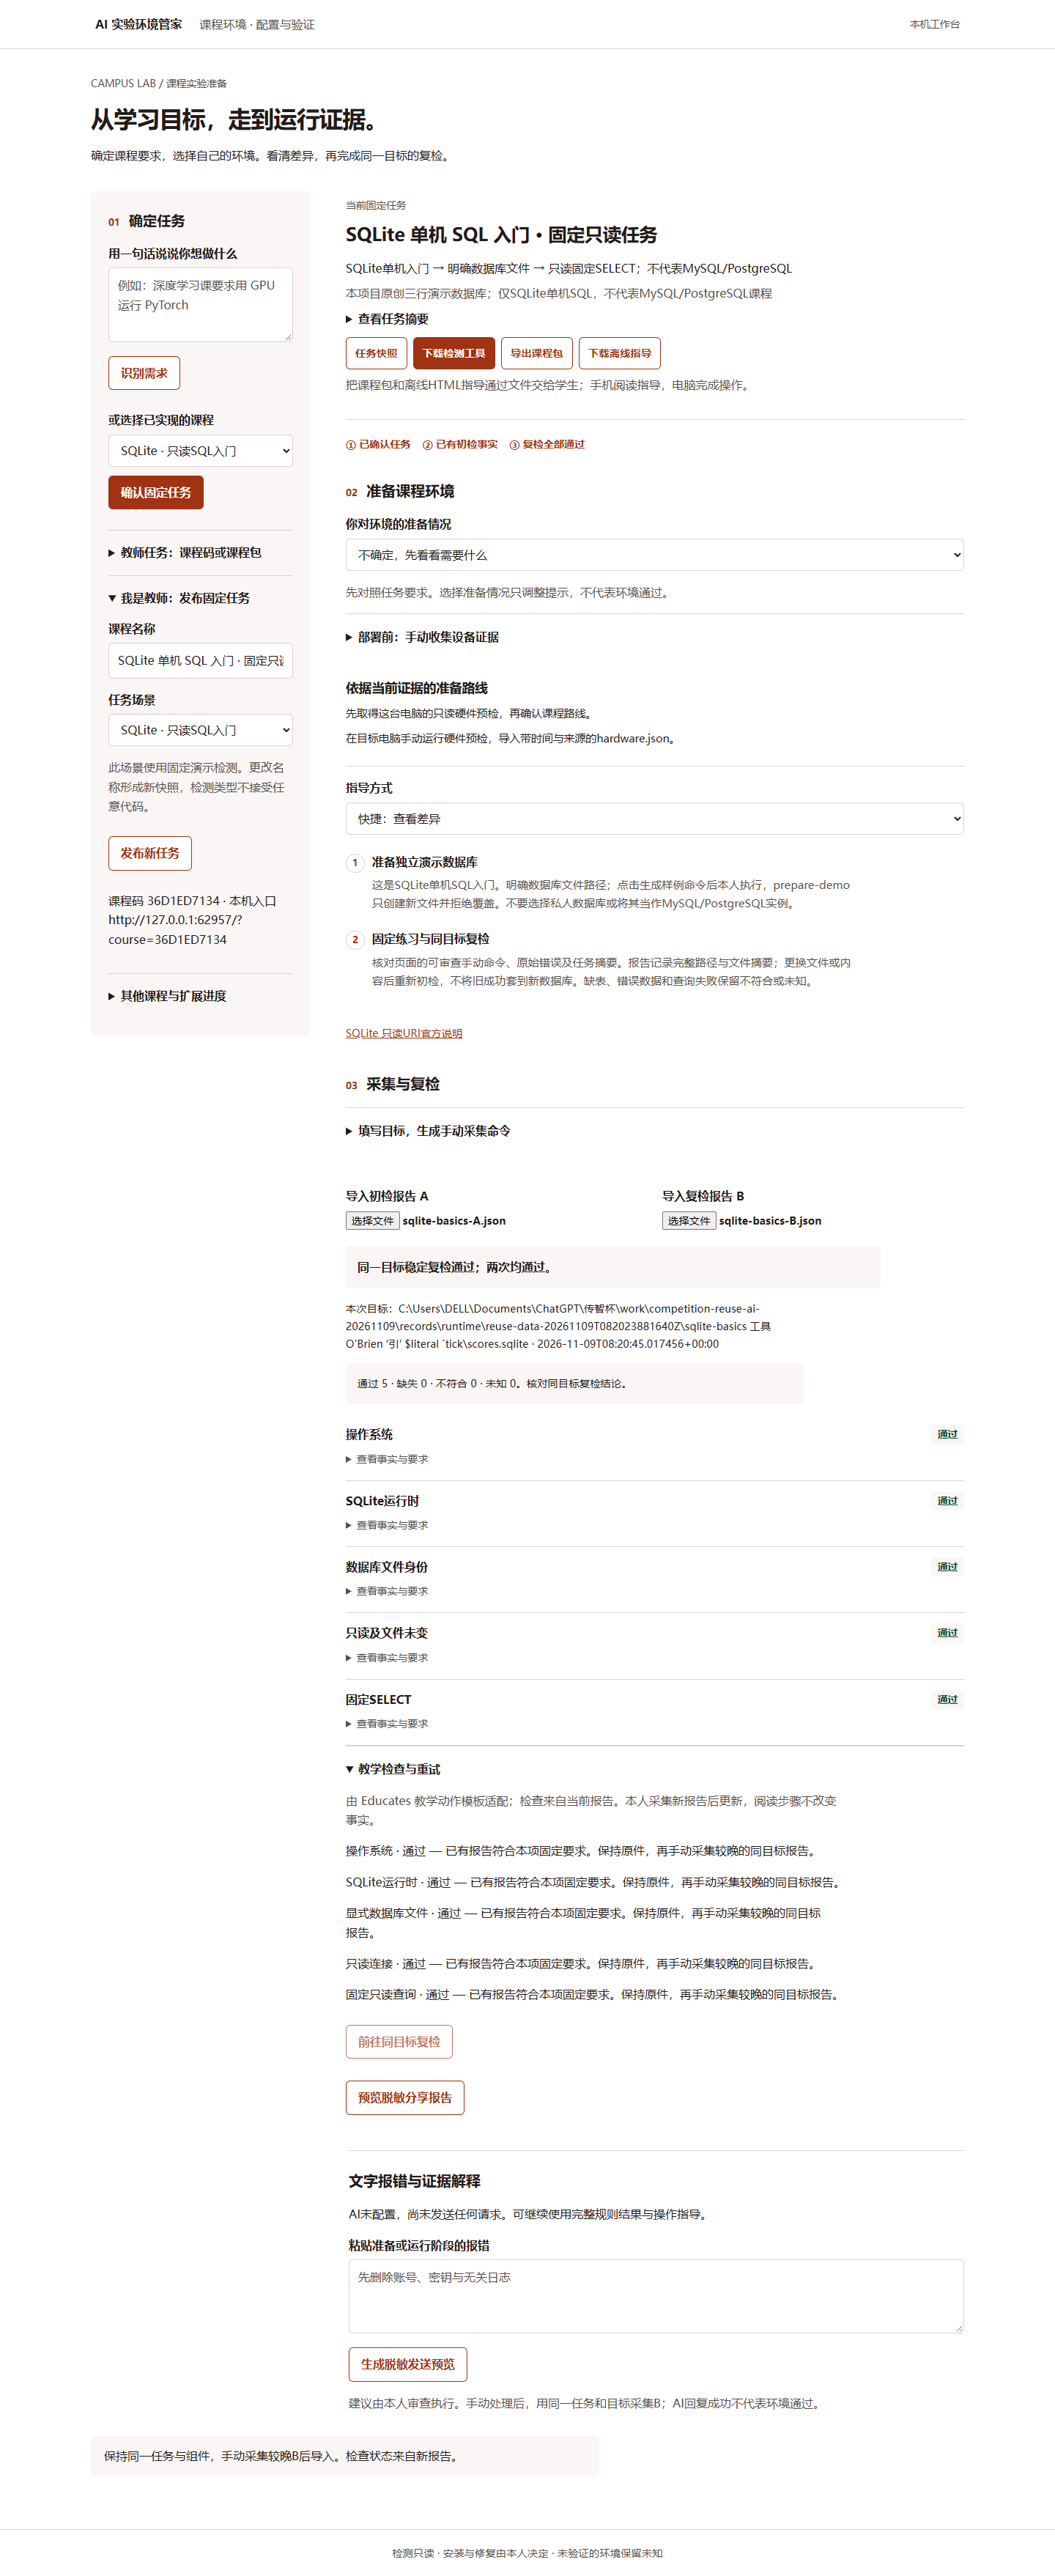 AI 实验环境管家 课程环境 · 配置与验证 本机工作台
CAMPUS LAB / 课程实验准备
从学习目标，走到运行证据。
确定课程要求，选择自己的环境。看清差异，再完成同一目标的复检。
01 确定任务
用一句话说说你想做什么
例如：深度学习课要求用 GPU
运行 PyTorch
识别需求
或选择已实现的课程
SQLite · 只读SQL入门
确认固定任务
教师任务：课程码或课程包
我是教师：发布固定任务
课程名称
SQLite 单机 SQL 入门 · 固定只读
任务场景
SQLite · 只读SQL入门
此场景使用固定演示检测。更改名
称形成新快照，检测类型不接受任
意代码。
发布新任务
课程码 36D1ED7134 · 本机入口
http://127.0.0.1:62957/?
course=36D1ED7134
其他课程与扩展进度
当前固定任务
SQLite 单机 SQL 入门 · 固定只读任务
SQLite单机入门 → 明确数据库文件 → 只读固定SELECT；不代表MySQL/PostgreSQL
本项目原创三行演示数据库；仅SQLite单机SQL，不代表MySQL/PostgreSQL课程
查看任务摘要
任务快照 下载检测工具 导出课程包 下载离线指导
把课程包和离线HTML指导通过文件交给学生；手机阅读指导，电脑完成操作。
① 已确认任务 ② 已有初检事实 ③ 复检全部通过
02 准备课程环境
你对环境的准备情况
不确定，先看看需要什么
先对照任务要求。选择准备情况只调整提示，不代表环境通过。
部署前：手动收集设备证据
依据当前证据的准备路线
先取得这台电脑的只读硬件预检，再确认课程路线。
在目标电脑手动运行硬件预检，导入带时间与来源的hardware.json。
指导方式
快捷：查看差异
1 准备独立演示数据库
这是SQLite单机SQL入门。明确数据库文件路径；点击生成样例命令后本人执行，prepare-demo
只创建新文件并拒绝覆盖。不要选择私人数据库或将其当作MySQL/PostgreSQL实例。
2 固定练习与同目标复检
核对页面的可审查手动命令、原始错误及任务摘要。报告记录完整路径与文件摘要；更换文件或内
容后重新初检，不将旧成功套到新数据库。缺表、错误数据和查询失败保留不符合或未知。
SQLite 只读URI官方说明
03 采集与复检
填写目标，生成手动采集命令
导入初检报告 A 导入复检报告 B
选择文件 sqlite-basics-A.json 选择文件 sqlite-basics-B.json
同一目标稳定复检通过；两次均通过。
本次目标：C:\Users\DELL\Documents\ChatGPT\传智杯\work\competition-reuse-ai-
20261109\records\runtime\reuse-data-20261109T082023881640Z\sqlite-basics 工具
O'Brien ‘引’ $literal `tick\scores.sqlite · 2026-11-09T08:20:45.017456+00:00
通过 5 · 缺失 0 · 不符合 0 · 未知 0。核对同目标复检结论。
操作系统 通过
查看事实与要求
SQLite运行时 通过
查看事实与要求
数据库文件身份 通过
查看事实与要求
只读及文件未变 通过
查看事实与要求
固定SELECT 通过
查看事实与要求
教学检查与重试
由 Educates 教学动作模板适配；检查来自当前报告。本人采集新报告后更新，阅读步骤不改变
事实。
操作系统 · 通过 — 已有报告符合本项固定要求。保持原件，再手动采集较晚的同目标报告。
SQLite运行时 · 通过 — 已有报告符合本项固定要求。保持原件，再手动采集较晚的同目标报告。
显式数据库文件 · 通过 — 已有报告符合本项固定要求。保持原件，再手动采集较晚的同目标
报告。
只读连接 · 通过 — 已有报告符合本项固定要求。保持原件，再手动采集较晚的同目标报告。
固定只读查询 · 通过 — 已有报告符合本项固定要求。保持原件，再手动采集较晚的同目标报告。
前往同目标复检
预览脱敏分享报告
文字报错与证据解释
AI未配置，尚未发送任何请求。可继续使用完整规则结果与操作指导。
粘贴准备或运行阶段的报错
先删除账号、密钥与无关日志
生成脱敏发送预览
建议由本人审查执行。手动处理后，用同一任务和目标采集B；AI回复成功不代表环境通过。
保持同一任务与组件，手动采集较晚B后导入。检查状态来自新报告。
检测只读 · 安装与修复由本人决定 · 未验证的环境保留未知